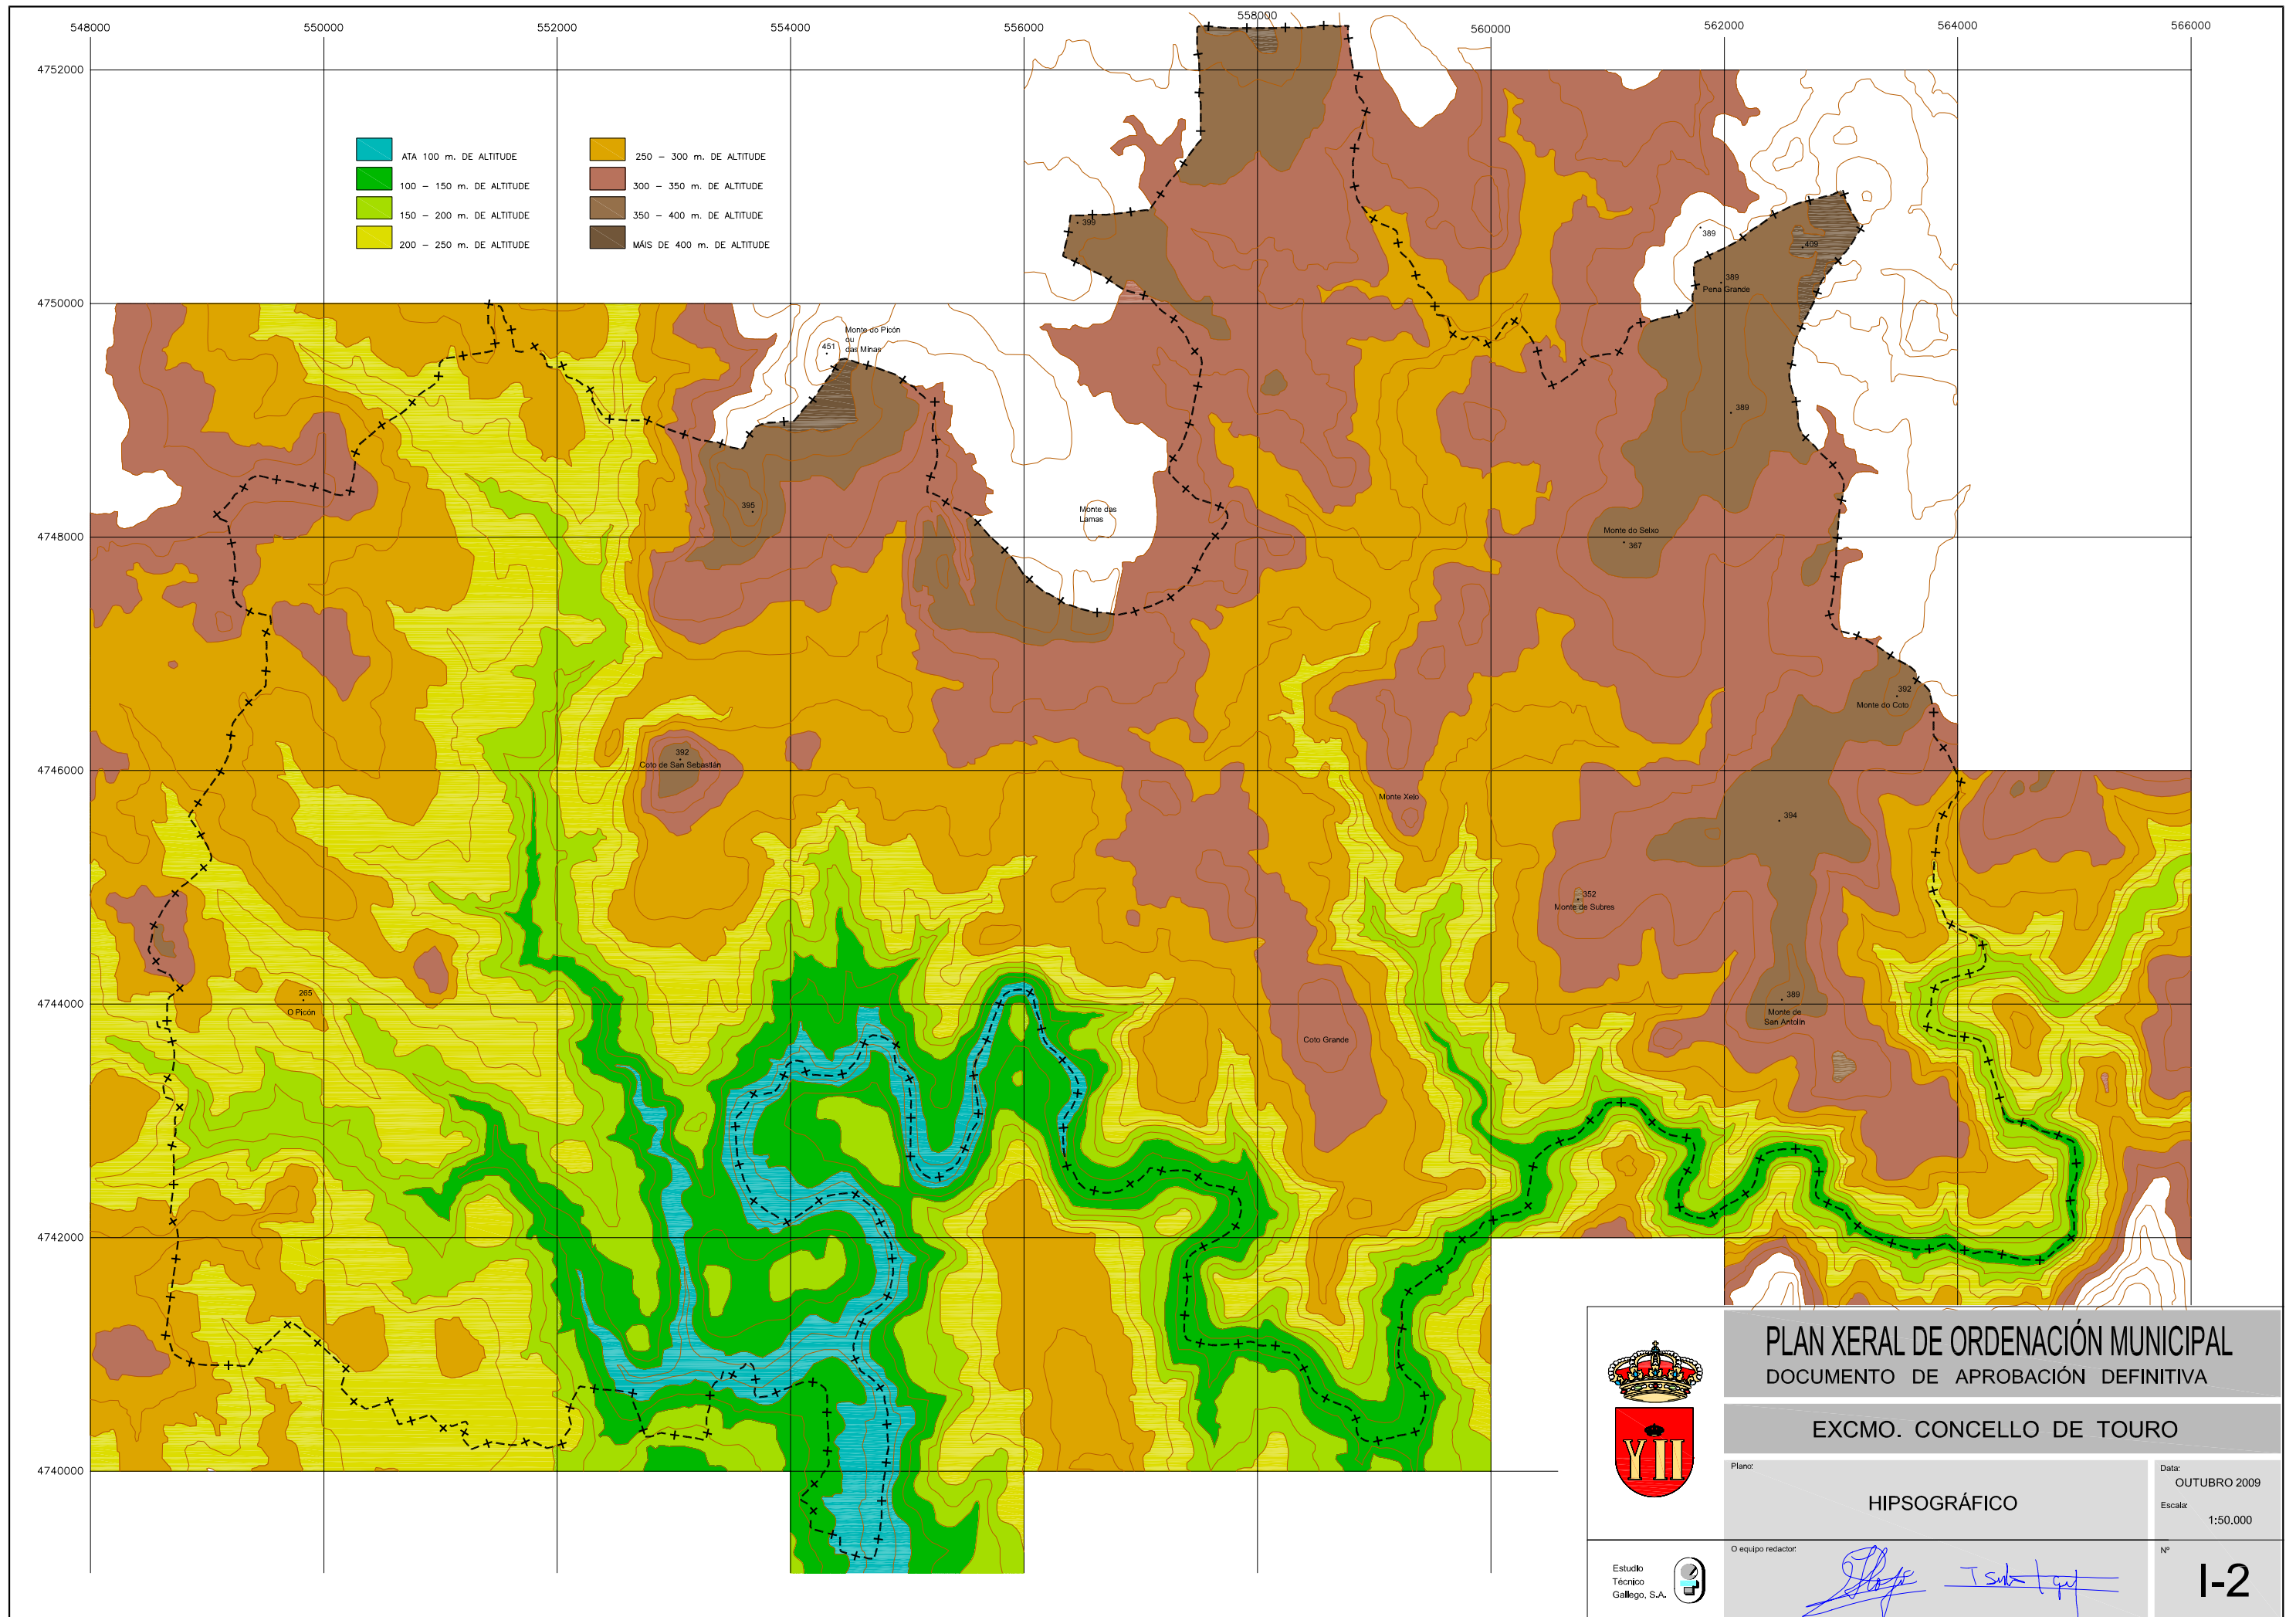 548000 550000 552000 554000 556000 558000 560000 562000 564000 566000
4752000
4750000
4748000
4746000
4744000
4742000
4740000
ATA 100 m. DE ALTITUDE
100 – 150 m. DE ALTITUDE
150 – 200 m. DE ALTITUDE
200 – 250 m. DE ALTITUDE
250 – 300 m. DE ALTITUDE
300 – 350 m. DE ALTITUDE
350 – 400 m. DE ALTITUDE
MÁIS DE 400 m. DE ALTITUDE
399
389
409
389
Pena Grande
Monte do Picón
ou
das Minas
451
389
395
Monte das
Lamas
Monte do Seixo
367
392
Monte do Coto
392
Coto de San Sebastián
Monte Xelo
394
352
Monte de Subres
265
O Picón
389
Monte de
San Antolín
Coto Grande
PLAN XERAL DE ORDENACIÓN MUNICIPAL
DOCUMENTO DE APROBACIÓN DEFINITIVA
EXCMO. CONCELLO DE TOURO
Plano:
HIPSOGRÁFICO
Data:
OUTUBRO 2009
Escala:
1:50.000
O equipo redactor:
Nº
I-2
Estudio
Técnico
Gallego, S.A.